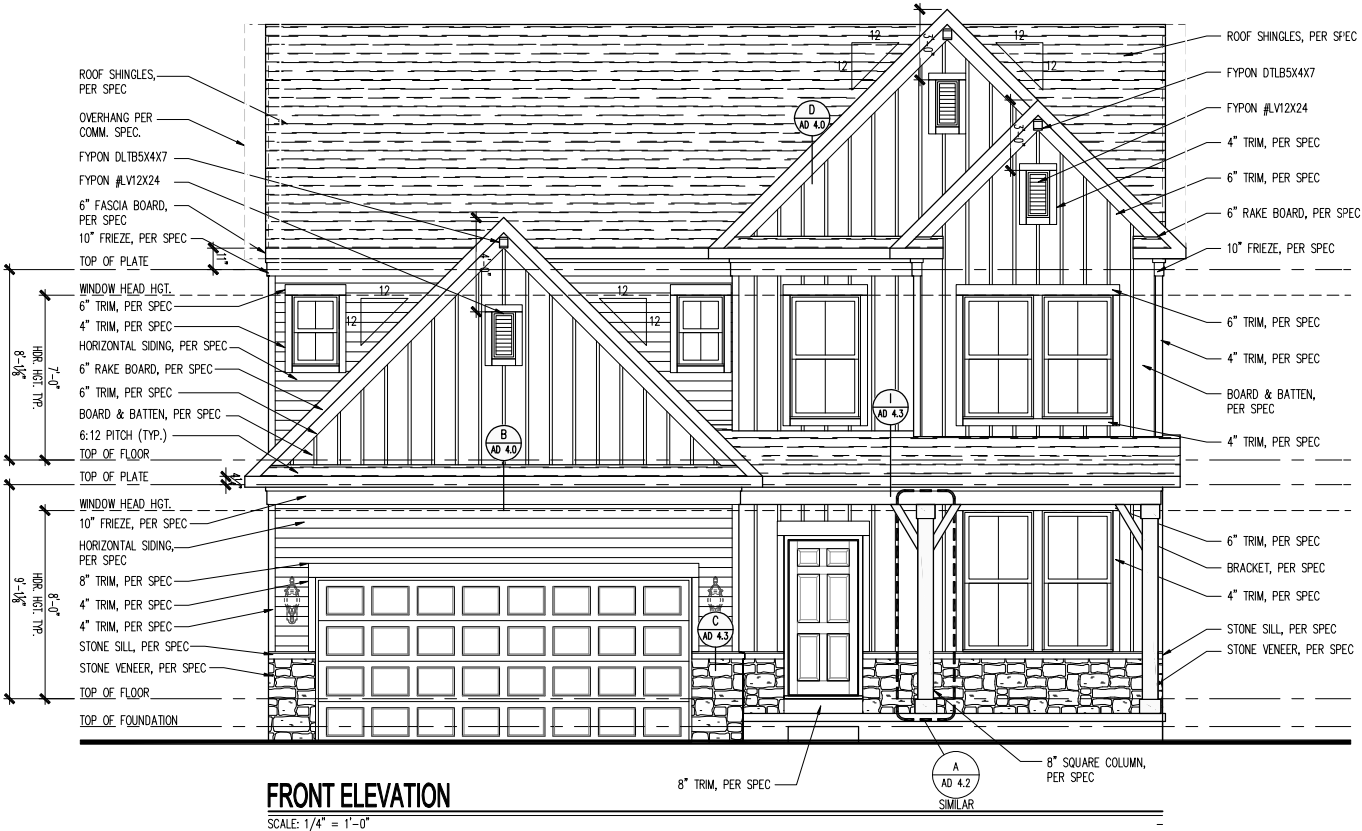 ROOF SHINGLES,
PER SPEC
OVERHANG PER
COMM. SPEC.
FYPON DLTB5X4X7
FYPON #LV12X24
6" FASCIA BOARD,
PER SPEC
10" FRIEZE, PER SPEC
TOP OF PLATE
WINDOW HEAD HGT.
6" TRIM, PER SPEC
4" TRIM, PER SPEC
HORIZONTAL SIDING, PER SPEC
6" RAKE BOARD, PER SPEC
6" TRIM, PER SPEC
BOARD & BATTEN, PER SPEC
6:12 PITCH (TYP.)
TOP OF FLOOR
TOP OF PLATE
WINDOW HEAD HGT.
10" FRIEZE, PER SPEC
HORIZONTAL SIDING,
PER SPEC
8" TRIM, PER SPEC
4" TRIM, PER SPEC
4" TRIM, PER SPEC
STONE SILL, PER SPEC
STONE VENEER, PER SPEC
TOP OF FLOOR
TOP OF FOUNDATION
8'-1⅛"
HDR. HGT. TYP.
7'-0"
9'-1⅛"
HDR. HGT. TYP.
8'-0"
11"
12
12
4'-0"
12
12
B
AD 4.0
12
12
3'-0"
12
12
3'-0"
D
AD 4.0
I
AD 4.3
C
AD 4.3
ROOF SHINGLES, PER SPEC
FYPON DTLB5X4X7
FYPON #LV12X24
4" TRIM, PER SPEC
6" TRIM, PER SPEC
6" RAKE BOARD, PER SPEC
10" FRIEZE, PER SPEC
6" TRIM, PER SPEC
4" TRIM, PER SPEC
BOARD & BATTEN,
PER SPEC
4" TRIM, PER SPEC
6" TRIM, PER SPEC
BRACKET, PER SPEC
4" TRIM, PER SPEC
STONE SILL, PER SPEC
STONE VENEER, PER SPEC
8" SQUARE COLUMN,
PER SPEC
8" TRIM, PER SPEC
A
AD 4.2
SIMILAR
FRONT ELEVATION
SCALE: 1/4" = 1'-0"